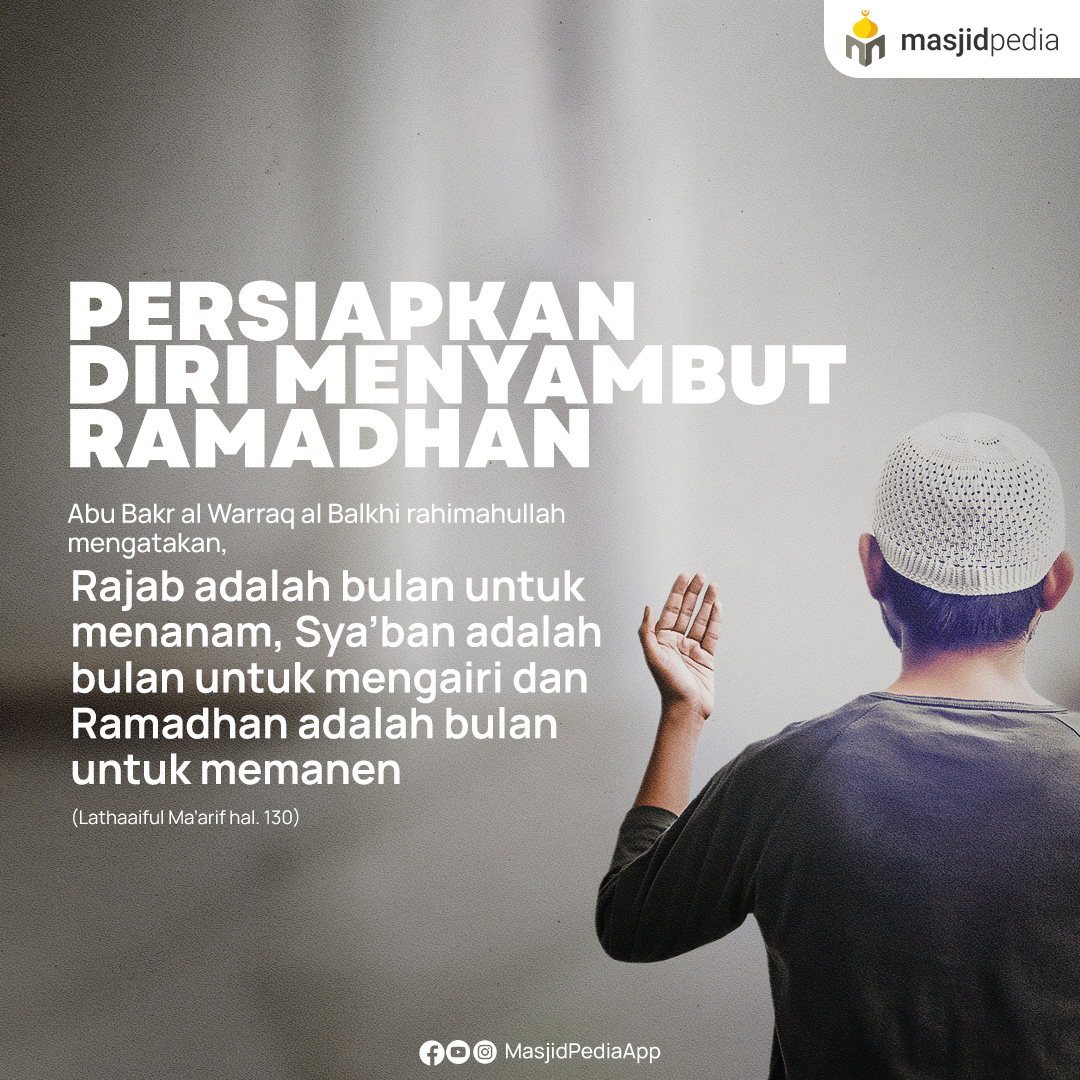 masjidpedia
PERSIAPKAN
DIRI MENYAMBUT
RAMADHAN
Abu Bakr al Warraq al Balkhi rahimahullah
mengatakan,
Rajab adalah bulan untuk
menanam, Sya’ban adalah
bulan untuk mengairi dan
Ramadhan adalah bulan
untuk memanen
(Lathaaiful Ma'arif hal. 130)
MasjidPediaApp